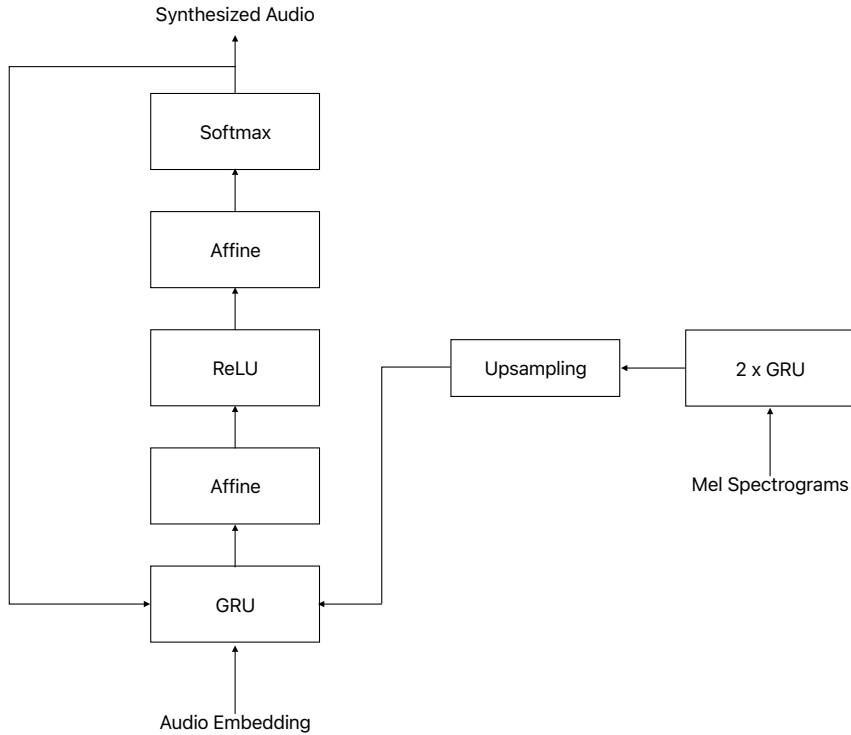 Synthesized Audio
Softmax
Affine
ReLU
Upsampling
2 x GRU
Affine
Mel Spectrograms
GRU
Audio Embedding